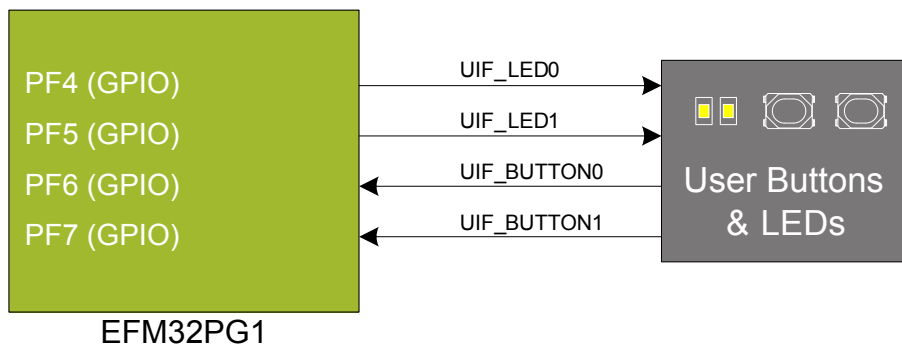 PF4 (GPIO)
UIF_LED0
PF5 (GPIO)
UIF_LED1
PF6 (GPIO)
UIF_BUTTON0
PF7 (GPIO)
UIF_BUTTON1
User Buttons
& LEDs
EFM32PG1